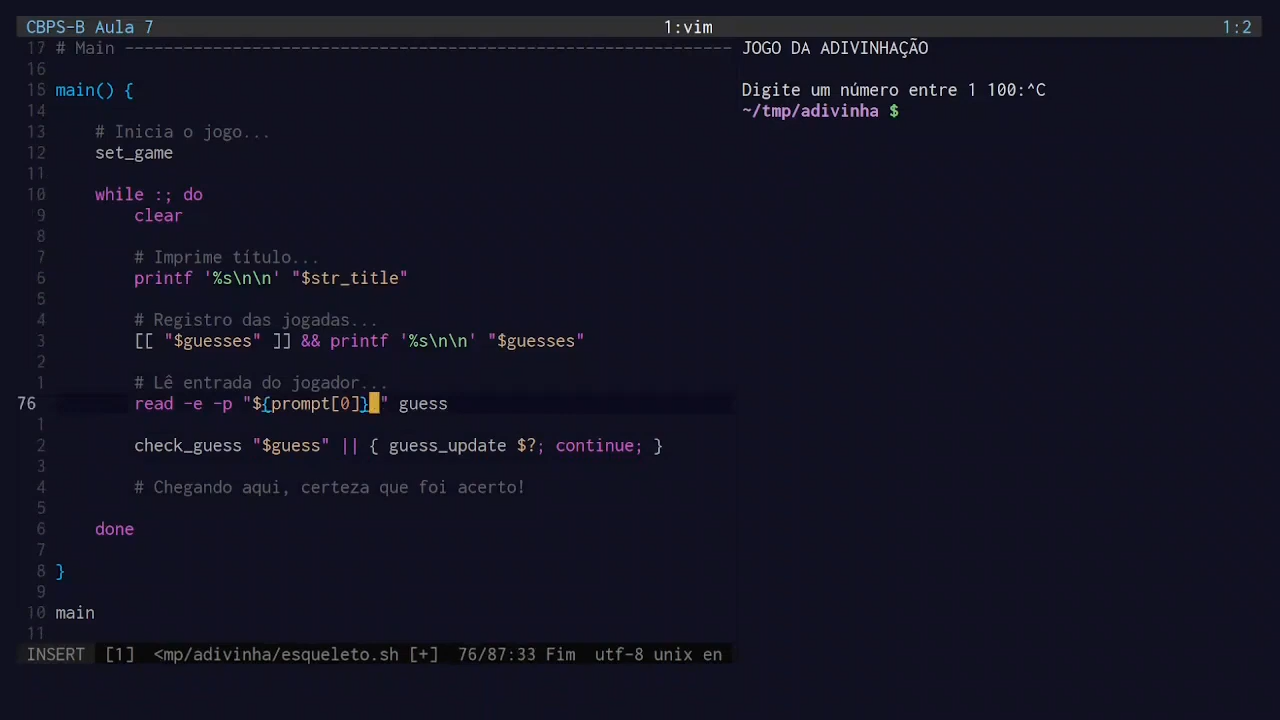 CBPS-B Aula 7 1:vim 1:2
17 # Main --------------------------------------------------------------
16
15 main() {
14
13     # Inicia o jogo...
12     set_game
11
10     while :; do
9         clear
8
7         # Imprime título...
6         printf '%s\n\n' "$str_title"
5
4         # Registro das jogadas...
3         [[ "$guesses" ]] && printf '%s\n\n' "$guesses"
2
1         # Lê entrada do jogador...
76         read -e -p "${prompt[0]} " guess
1
2         check_guess "$guess" || { guess_update $?; continue; }
3
4         # Chegando aqui, certeza que foi acerto!
5
6     done
7
8 }
9
10 main
11
INSERT [1] <mp/adivinha/esqueleto.sh [+] 76/87:33 Fim utf-8 unix en
JOGO DA ADIVINHAÇÃO
Digite um número entre 1 100:^C
~/tmp/adivinha $